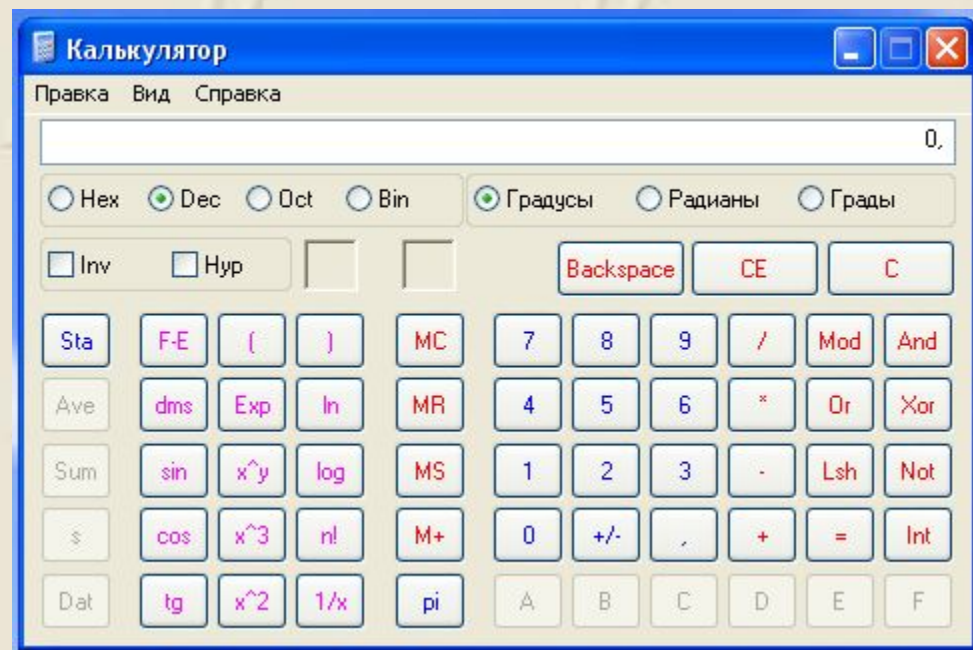 Калькулятор
Правка Вид Справка
0,
Hex Dec Oct Bin Градусы Радианы Грады
Inv Hyp Backspace CE C
Sta F-E ( ) MC 7 8 9 / Mod And
Ave dms Exp ln MR 4 5 6 * Or Xor
Sum sin x^y log MS 1 2 3 - Lsh Not
s cos x^3 n! M+ 0 +/- , + = Int
Dat tg x^2 1/x pi A B C D E F